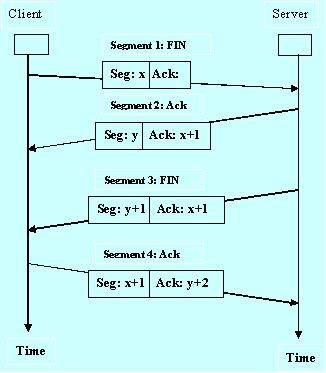 Client Server
Segment 1: FIN
Seg: x Ack:
Segment 2: Ack
Seg: y Ack: x+1
Segment 3: FIN
Seg: y+1 Ack: x+1
Segment 4: Ack
Seg: x+1 Ack: y+2
Time Time